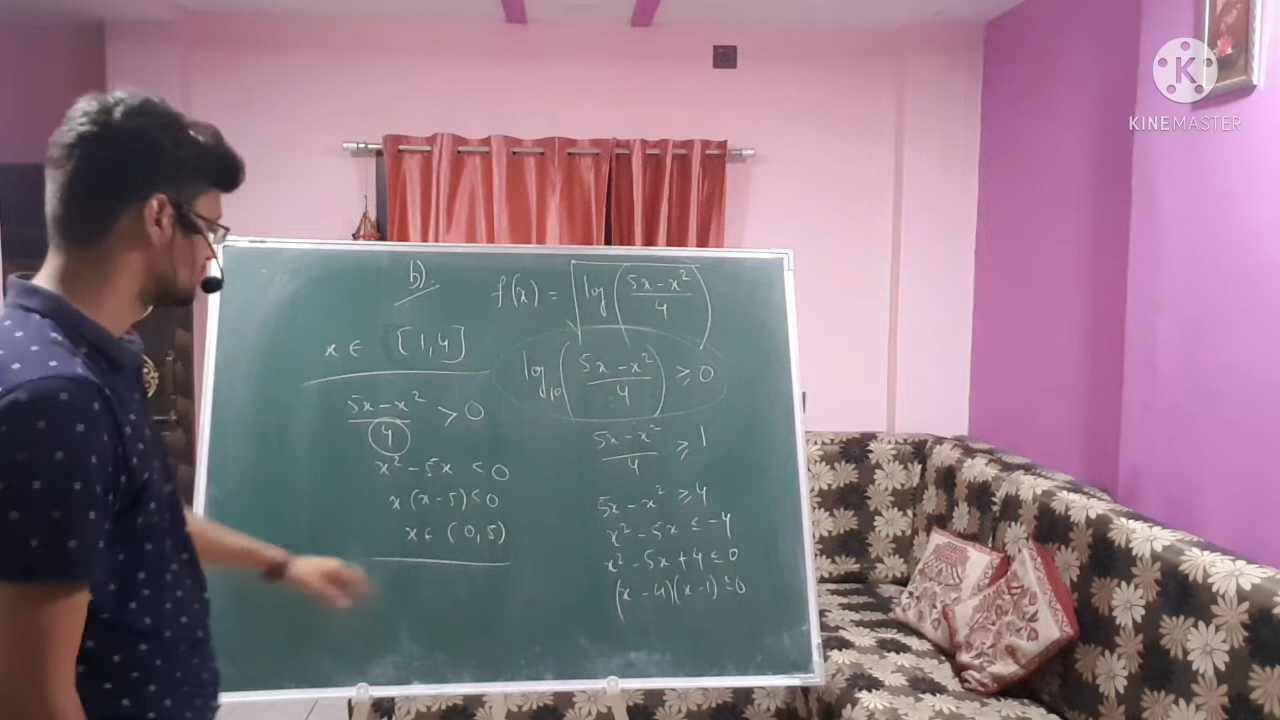 b).
f(x) = √log((5x-x²)/4)
x ∈ [1,4]
log₁₀((5x-x²)/4) ≥ 0
(5x-x²)/4 > 0
(5x-x²)/4 ≥ 1
x²-5x < 0
x(x-5) < 0
x ∈ (0,5)
5x-x² ≥ 4
x²-5x ≤ -4
x²-5x+4 ≤ 0
(x-4)(x-1) ≤ 0
K
KINEMASTER